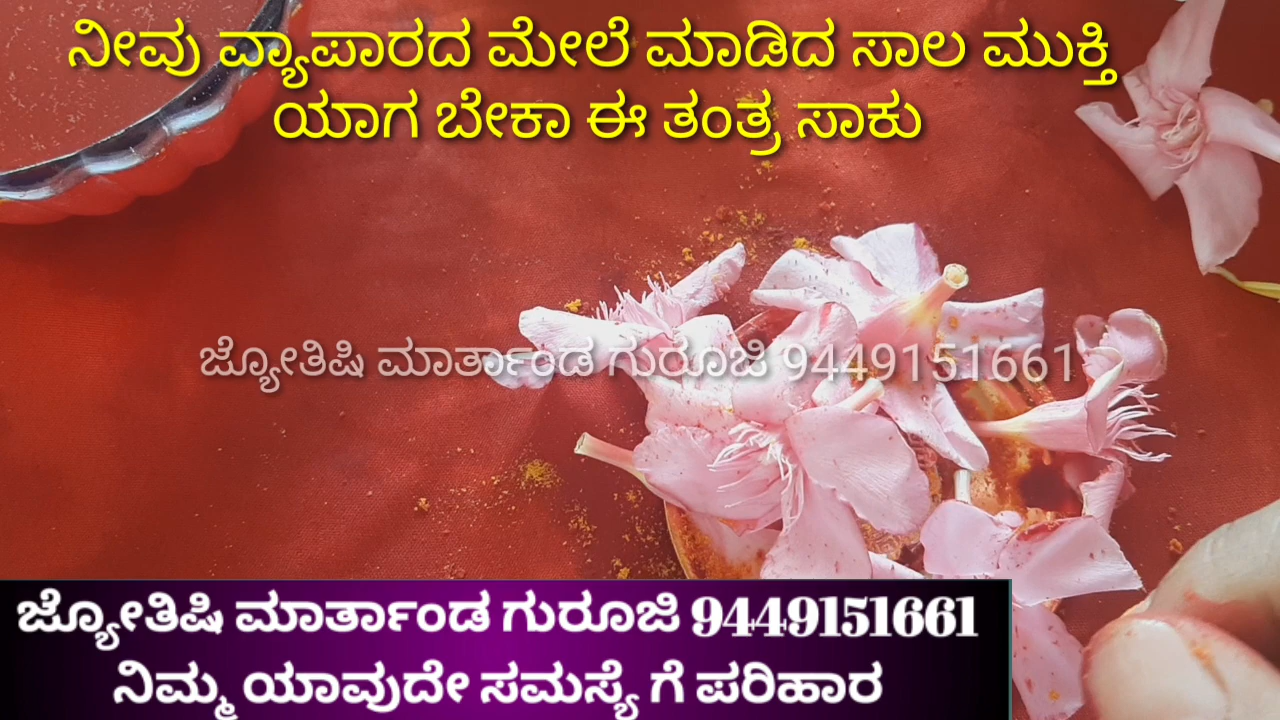 ನೀವು ವ್ಯಾಪಾರದ ಮೇಲೆ ಮಾಡಿದ ಸಾಲ ಮುಕ್ತಿ
ಯಾಗ ಬೇಕಾ ಈ ತಂತ್ರ ಸಾಕು
ಜ್ಯೋತಿಷಿ ಮಾರ್ತಾಂಡ ಗುರೂಜಿ 9449151661
ಜ್ಯೋತಿಷಿ ಮಾರ್ತಾಂಡ ಗುರೂಜಿ 9449151661
ನಿಮ್ಮ ಯಾವುದೇ ಸಮಸ್ಯೆ ಗೆ ಪರಿಹಾರ